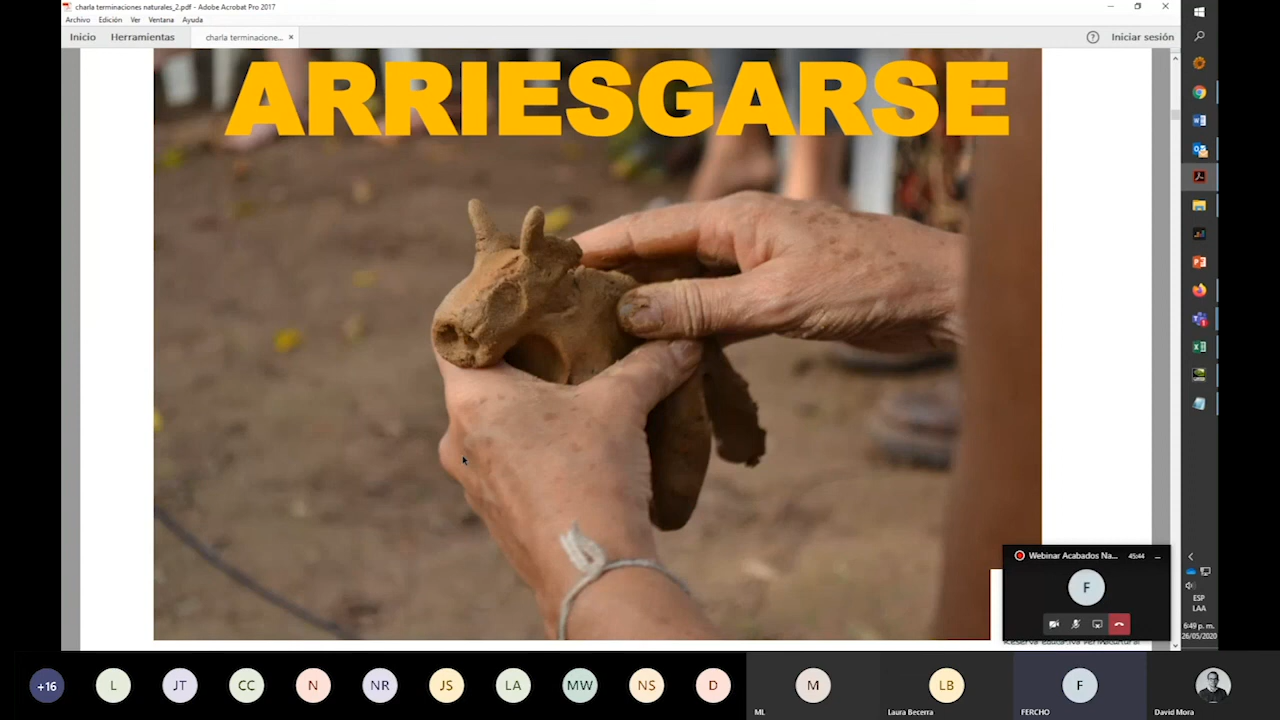 charla terminaciones naturales_2.pdf - Adobe Acrobat Pro 2017
Archivo Edición Ver Ventana Ayuda
Inicio Herramientas charla terminacione... × Iniciar sesión
ARRIESGARSE
Webinar Acabados Na... 45:44
F
ESP
LAA
6:49 p. m.
26/05/2020
+16 L JT CC N NR JS LA MW NS D M LB F
ML Laura Becerra FERCHO David Mora